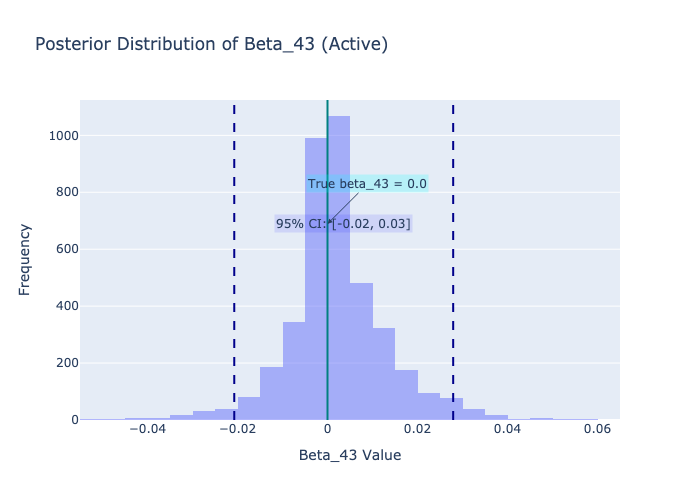 Posterior Distribution of Beta_43 (Active)
Frequency
1000
800
600
400
200
0
True beta_43 = 0.0
95% CI: [-0.02, 0.03]
−0.04
−0.02
0
0.02
0.04
0.06
Beta_43 Value